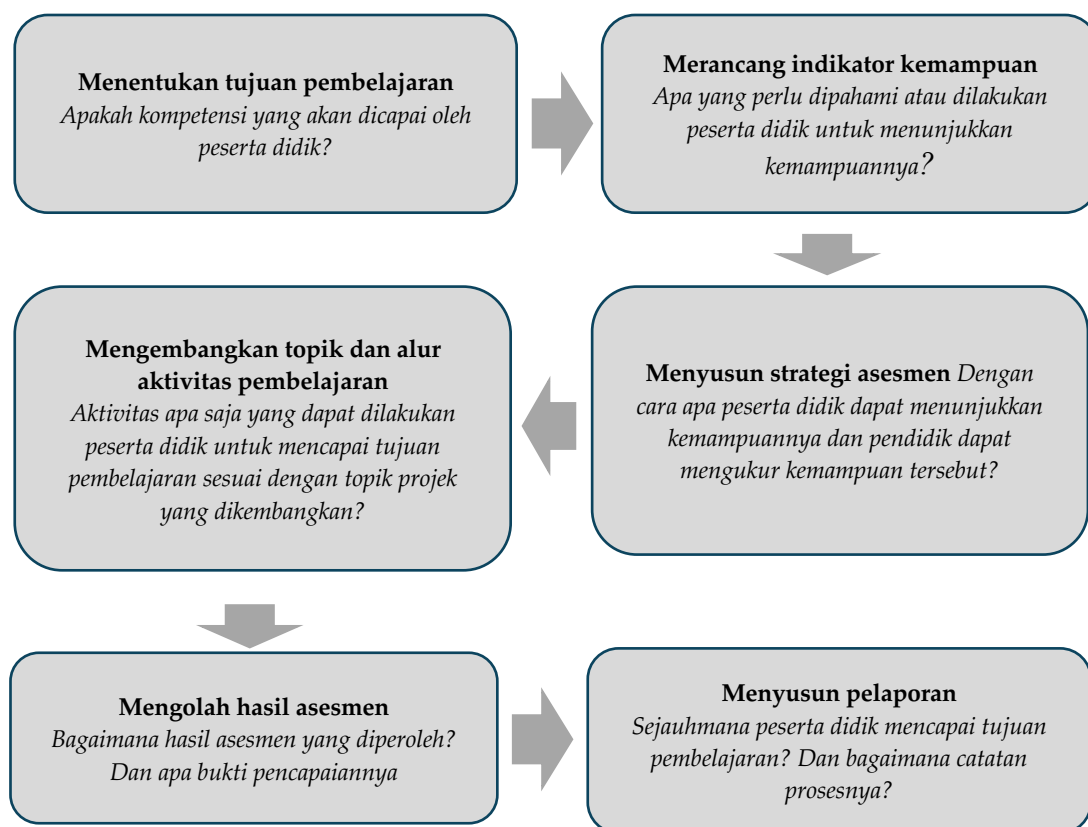 Menentukan tujuan pembelajaran
Apakah kompetensi yang akan dicapai oleh
peserta didik?
Merancang indikator kemampuan
Apa yang perlu dipahami atau dilakukan
peserta didik untuk menunjukkan
kemampuannya?
Menyusun strategi asesmen Dengan
cara apa peserta didik dapat menunjukkan
kemampuannya dan pendidik dapat
mengukur kemampuan tersebut?
Mengembangkan topik dan alur
aktivitas pembelajaran
Aktivitas apa saja yang dapat dilakukan
peserta didik untuk mencapai tujuan
pembelajaran sesuai dengan topik projek
yang dikembangkan?
Mengolah hasil asesmen
Bagaimana hasil asesmen yang diperoleh?
Dan apa bukti pencapaiannya
Menyusun pelaporan
Sejauhmana peserta didik mencapai tujuan
pembelajaran? Dan bagaimana catatan
prosesnya?